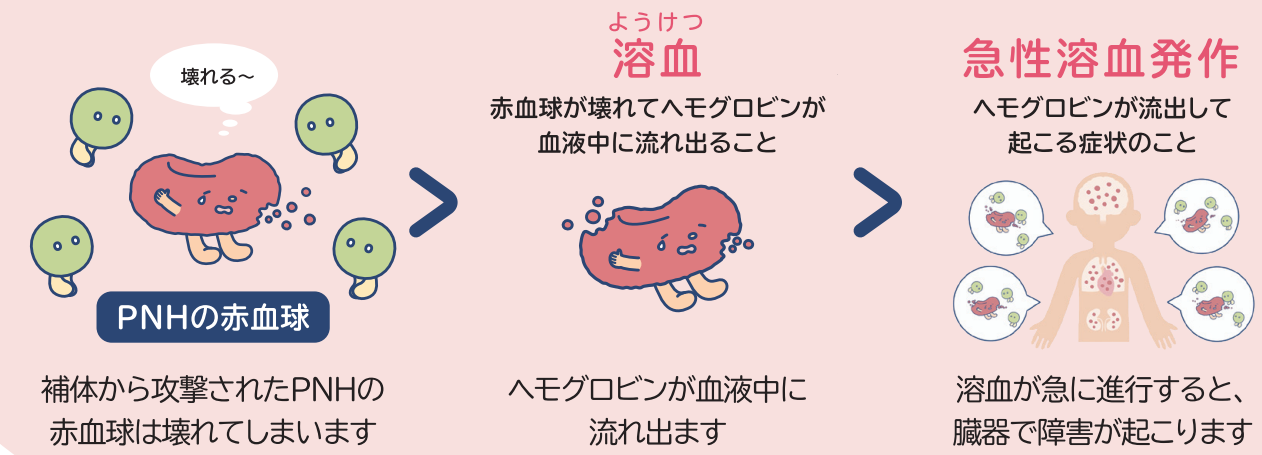 壊れる〜
PNHの赤血球
補体から攻撃されたPNHの
赤血球は壊れてしまいます
ようけつ
溶血
赤血球が壊れてヘモグロビンが
血液中に流れ出ること
ヘモグロビンが血液中に
流れ出ます
急性溶血発作
ヘモグロビンが流出して
起こる症状のこと
溶血が急に進行すると、
臓器で障害が起こります